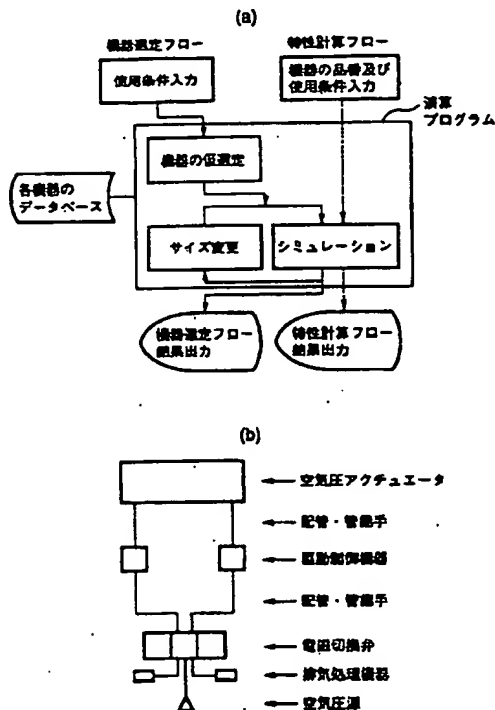 (a)
機器選定フロー
特性計算フロー
使用条件入力
機器の品番及び
使用条件入力
演算
プログラム
機器の仮選定
各機器の
データベース
サイズ変更
シミュレーション
機器選定フロー
結果出力
特性計算フロー
結果出力
(b)
空気圧アクチュエータ
配管・管継手
駆動制御機器
配管・管継手
電磁切換弁
排気処理機器
空気圧源